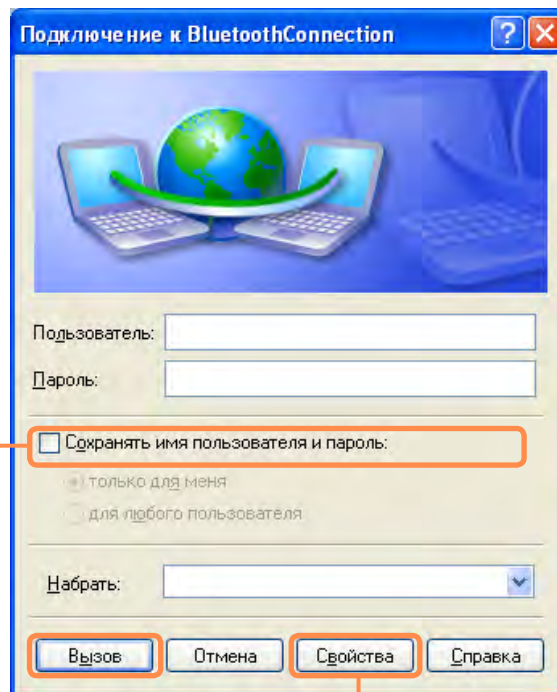 Подключение к BluetoothConnection
Пользователь:
Пароль:
Сохранять имя пользователя и пароль:
только для меня
для любого пользователя
Набрать:
Вызов Отмена Свойства Справка